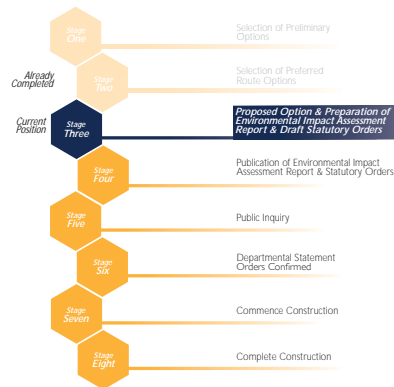 Stage
One
Selection of Preliminary
Options
Already
Completed
Stage
Two
Selection of Preferred
Route Options
Current
Position
Stage
Three
Proposed Option & Preparation of
Environmental Impact Assessment
Report & Draft Statutory Orders
Stage
Four
Publication of Environmental Impact
Assessment Report & Statutory Orders
Stage
Five
Public Inquiry
Stage
Six
Departmental Statement
Orders Confirmed
Stage
Seven
Commence Construction
Stage
Eight
Complete Construction